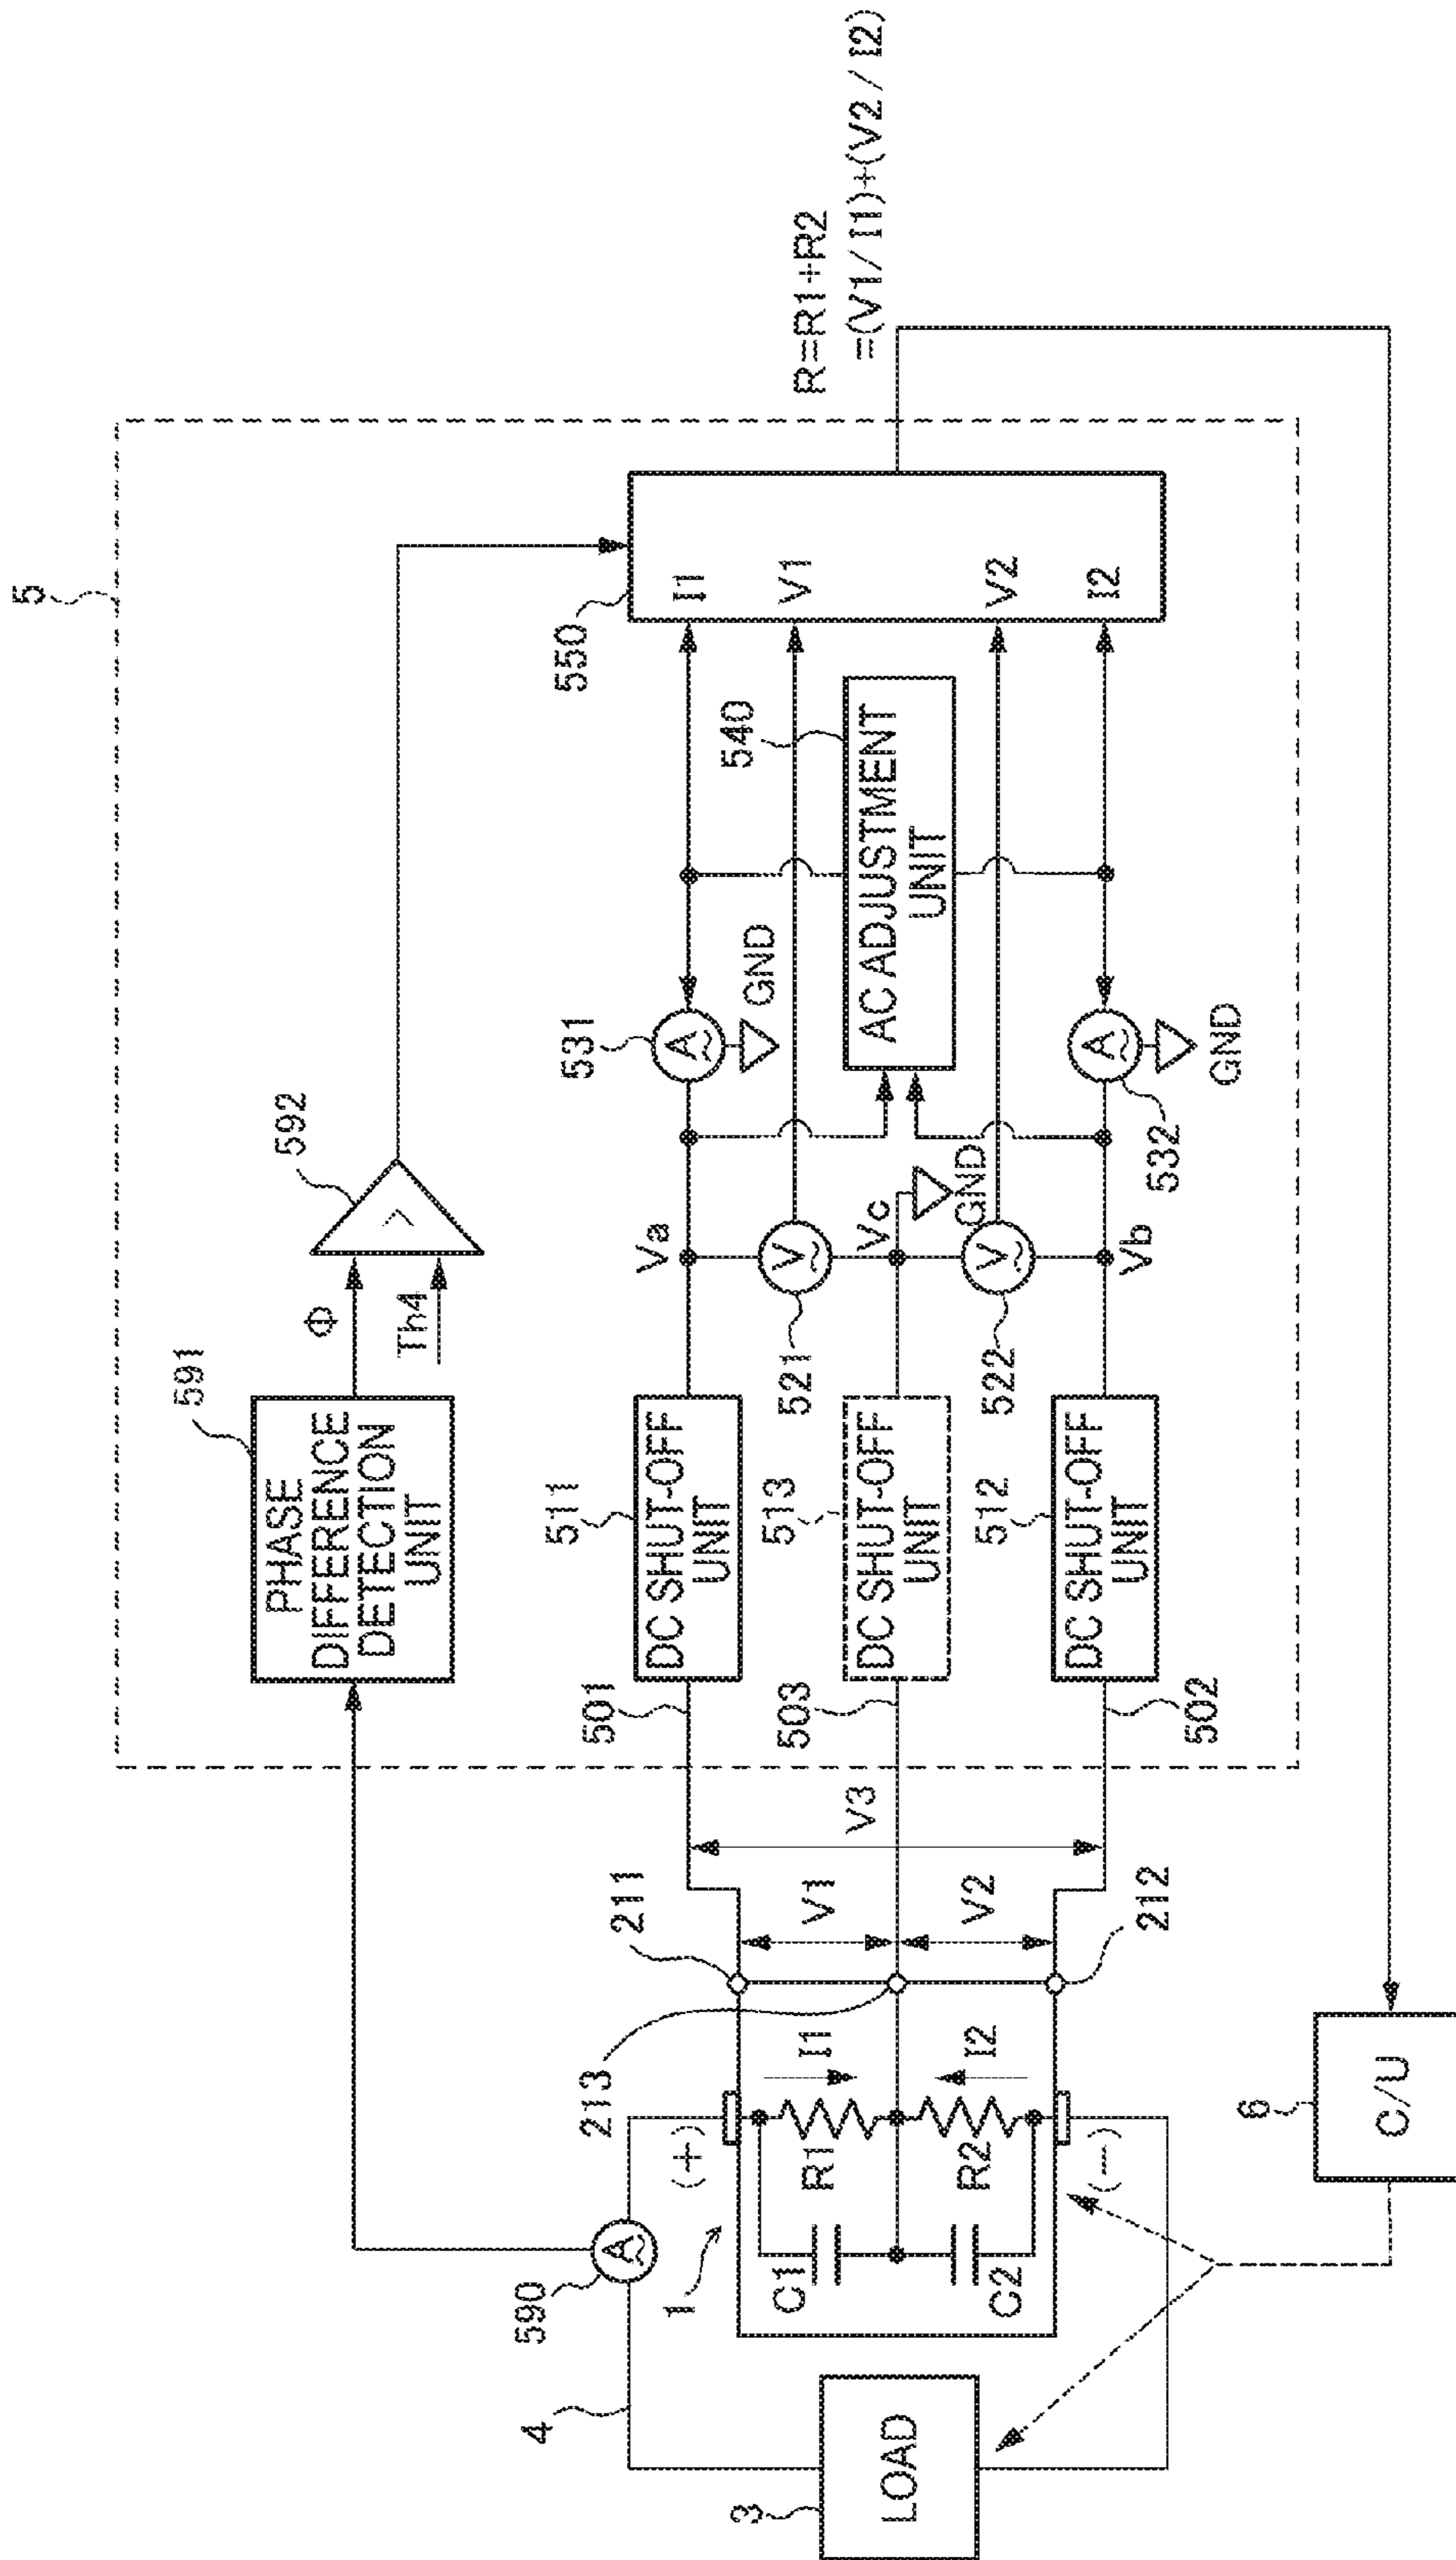 5
591
PHASE
DIFFERENCE
DETECTION
UNIT
Φ
Th4
592
590
4
3
LOAD
1
(+)
(-)
C1
C2
R1
R2
I1
I2
211
213
212
V1
V2
V3
501
503
502
511
DC SHUT-OFF
UNIT
513
DC SHUT-OFF
UNIT
512
DC SHUT-OFF
UNIT
Va
Vc
Vb
V
V
521
522
GND
A
A
A
531
532
GND
GND
540
AC ADJUSTMENT
UNIT
550
I1
V1
V2
I2
R=R1+R2
=(V1/I1)+(V2/I2)
6
C/U